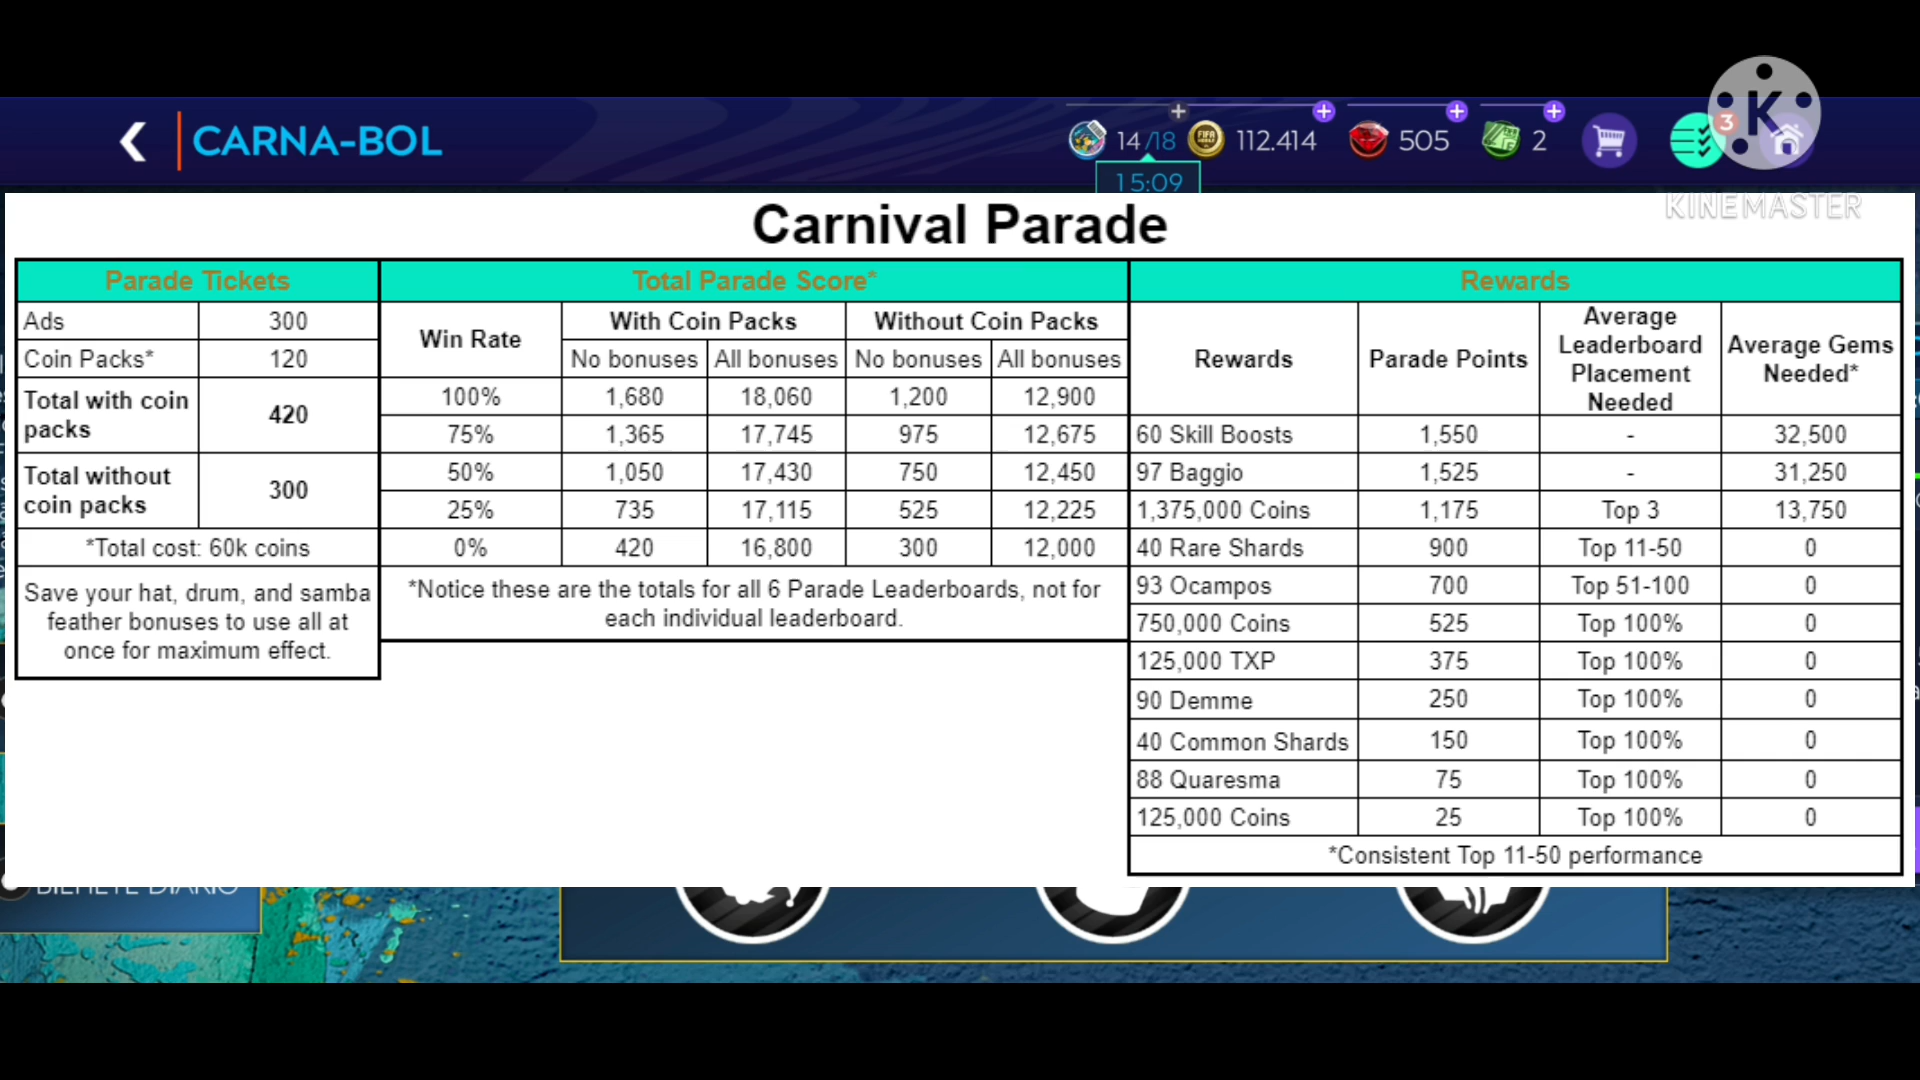 CARNA-BOL
14/18
112.414
505
2
3
15:09
K
KINEMASTER
Carnival Parade
Parade Tickets
Ads 300
Coin Packs* 120
Total with coin packs 420
Total without coin packs 300
*Total cost: 60k coins
Save your hat, drum, and samba
feather bonuses to use all at
once for maximum effect.
Total Parade Score*
Win Rate
With Coin Packs Without Coin Packs
No bonuses All bonuses No bonuses All bonuses
100% 1,680 18,060 1,200 12,900
75% 1,365 17,745 975 12,675
50% 1,050 17,430 750 12,450
25% 735 17,115 525 12,225
0% 420 16,800 300 12,000
*Notice these are the totals for all 6 Parade Leaderboards, not for
each individual leaderboard.
Rewards
Rewards Parade Points Average Leaderboard Placement Needed Average Gems Needed*
60 Skill Boosts 1,550 - 32,500
97 Baggio 1,525 - 31,250
1,375,000 Coins 1,175 Top 3 13,750
40 Rare Shards 900 Top 11-50 0
93 Ocampos 700 Top 51-100 0
750,000 Coins 525 Top 100% 0
125,000 TXP 375 Top 100% 0
90 Demme 250 Top 100% 0
40 Common Shards 150 Top 100% 0
88 Quaresma 75 Top 100% 0
125,000 Coins 25 Top 100% 0
*Consistent Top 11-50 performance
BILHETE DIÁRIO